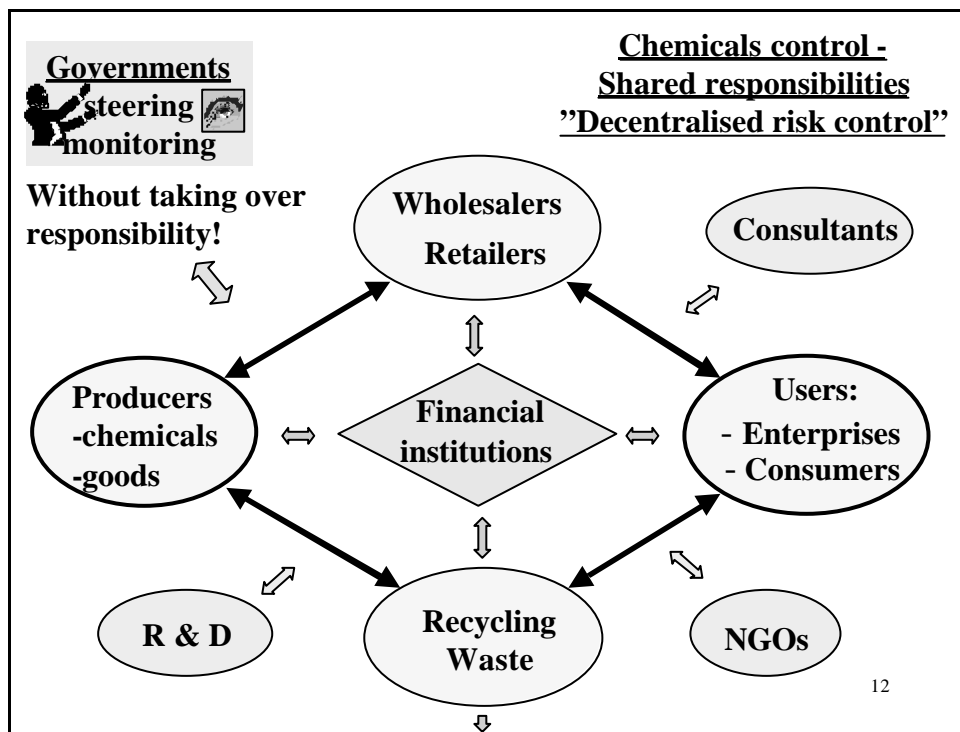 Governments
steering
monitoring
Without taking over
responsibility!
Chemicals control -
Shared responsibilities
”Decentralised risk control”
Wholesalers
Retailers
Consultants
Producers
-chemicals
-goods
Financial
institutions
Users:
- Enterprises
- Consumers
R & D
Recycling
Waste
NGOs
12